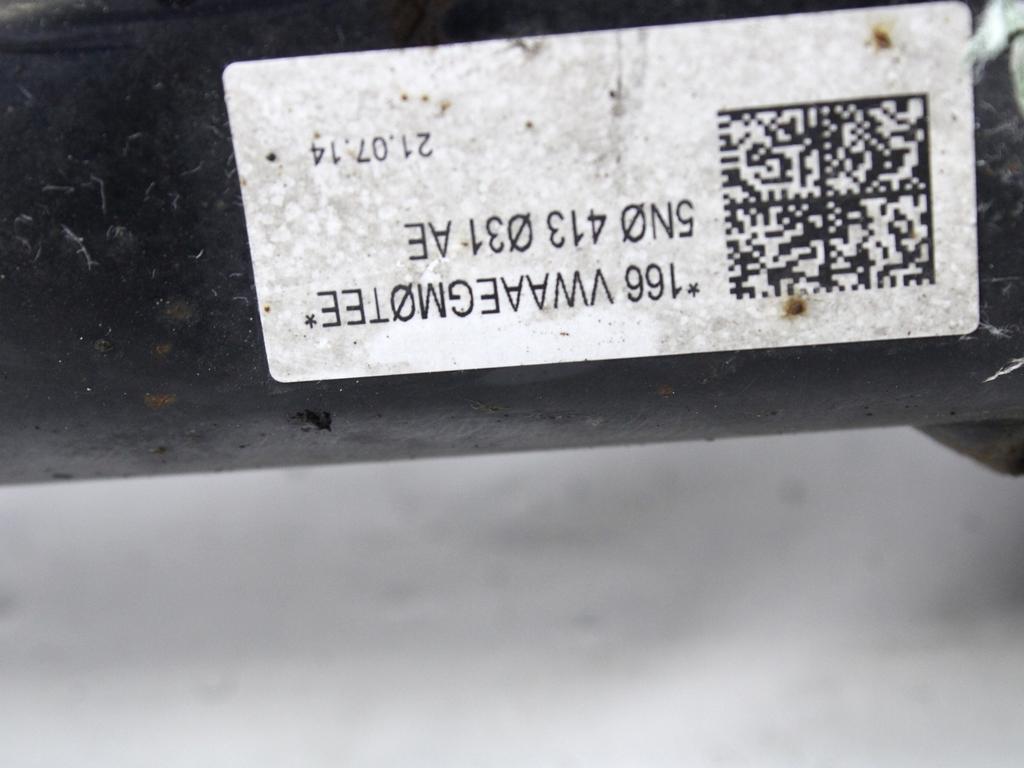 *166 VWAAEGMØTEE*
5NØ 413 Ø31 AE
21.07.14